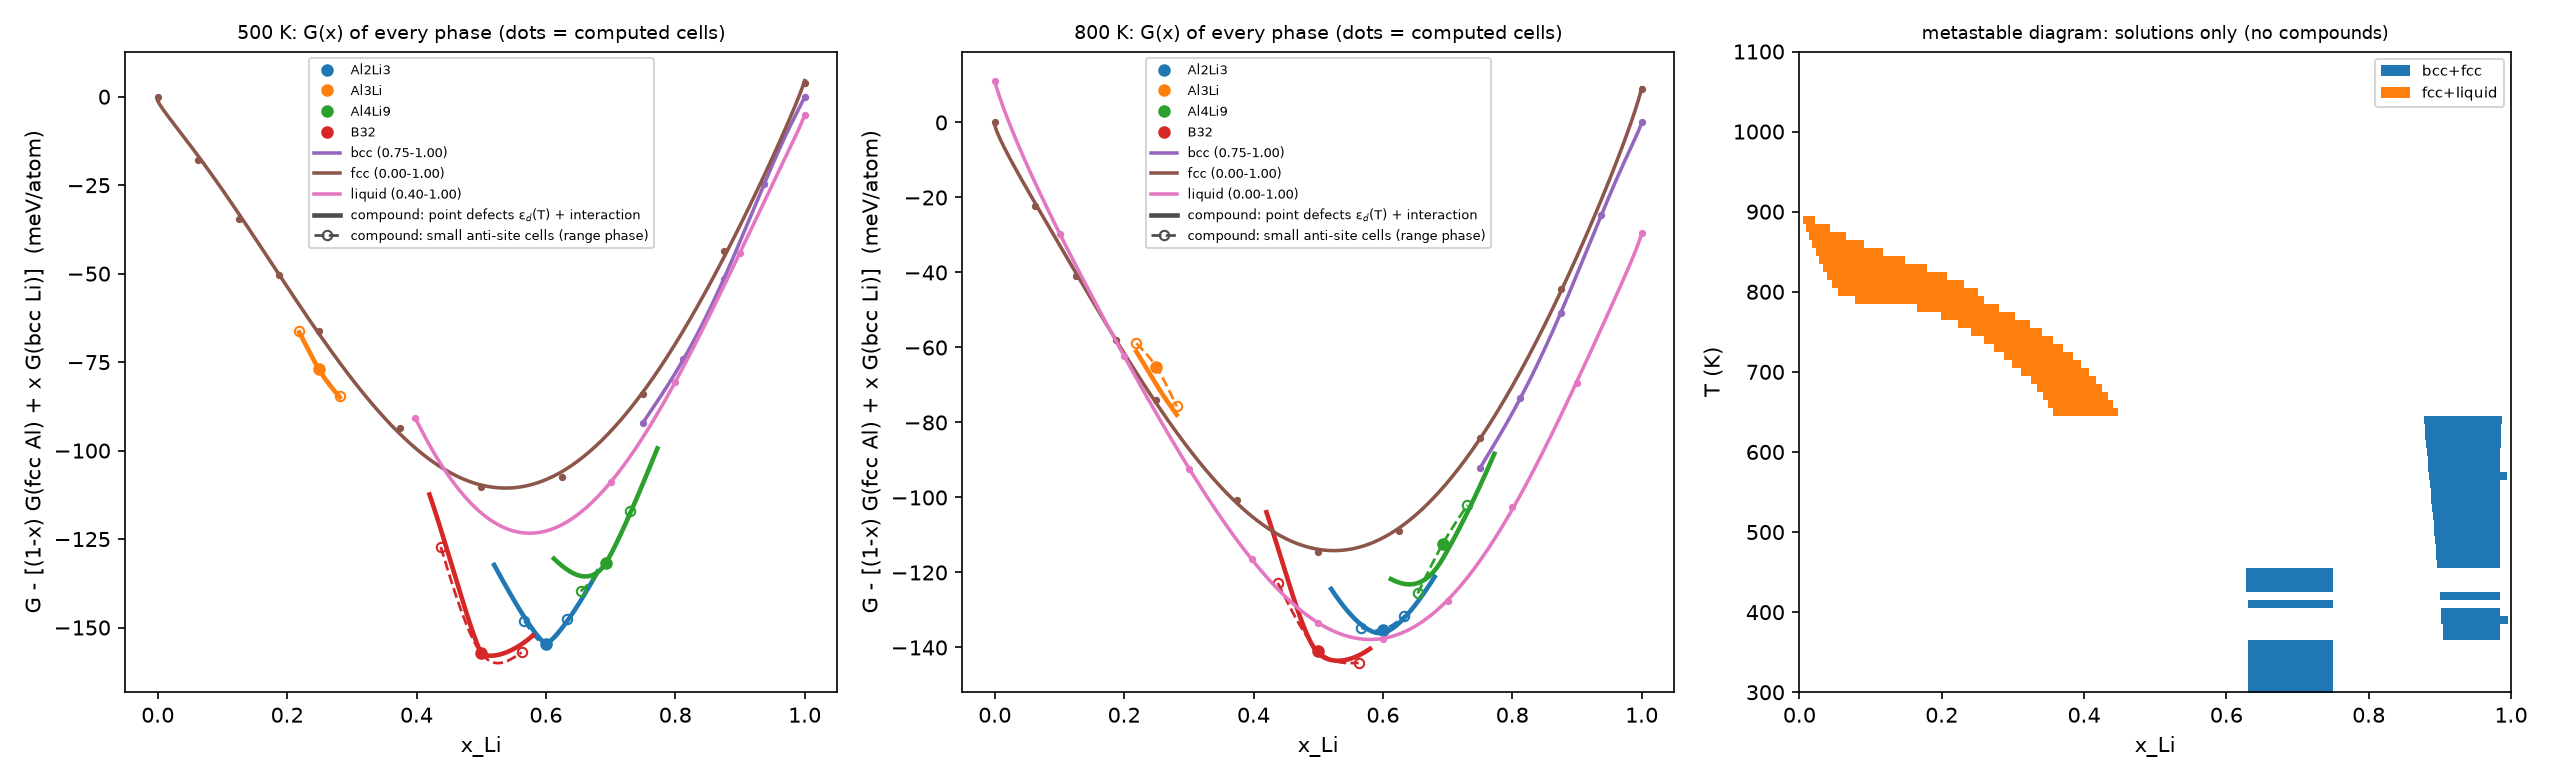 500 K: G(x) of every phase (dots = computed cells)
G - [(1-x) G(fcc Al) + x G(bcc Li)]  (meV/atom)
0
−25
−50
−75
−100
−125
−150
Al2Li3
Al3Li
Al4Li9
B32
bcc (0.75-1.00)
fcc (0.00-1.00)
liquid (0.40-1.00)
compound: point defects ε_d(T) + interaction
compound: small anti-site cells (range phase)
0.0 0.2 0.4 0.6 0.8 1.0
x_Li
800 K: G(x) of every phase (dots = computed cells)
G - [(1-x) G(fcc Al) + x G(bcc Li)]  (meV/atom)
0
−20
−40
−60
−80
−100
−120
−140
Al2Li3
Al3Li
Al4Li9
B32
bcc (0.75-1.00)
fcc (0.00-1.00)
liquid (0.00-1.00)
compound: point defects ε_d(T) + interaction
compound: small anti-site cells (range phase)
0.0 0.2 0.4 0.6 0.8 1.0
x_Li
metastable diagram: solutions only (no compounds)
T (K)
1100
1000
900
800
700
600
500
400
300
bcc+fcc
fcc+liquid
0.0 0.2 0.4 0.6 0.8 1.0
x_Li